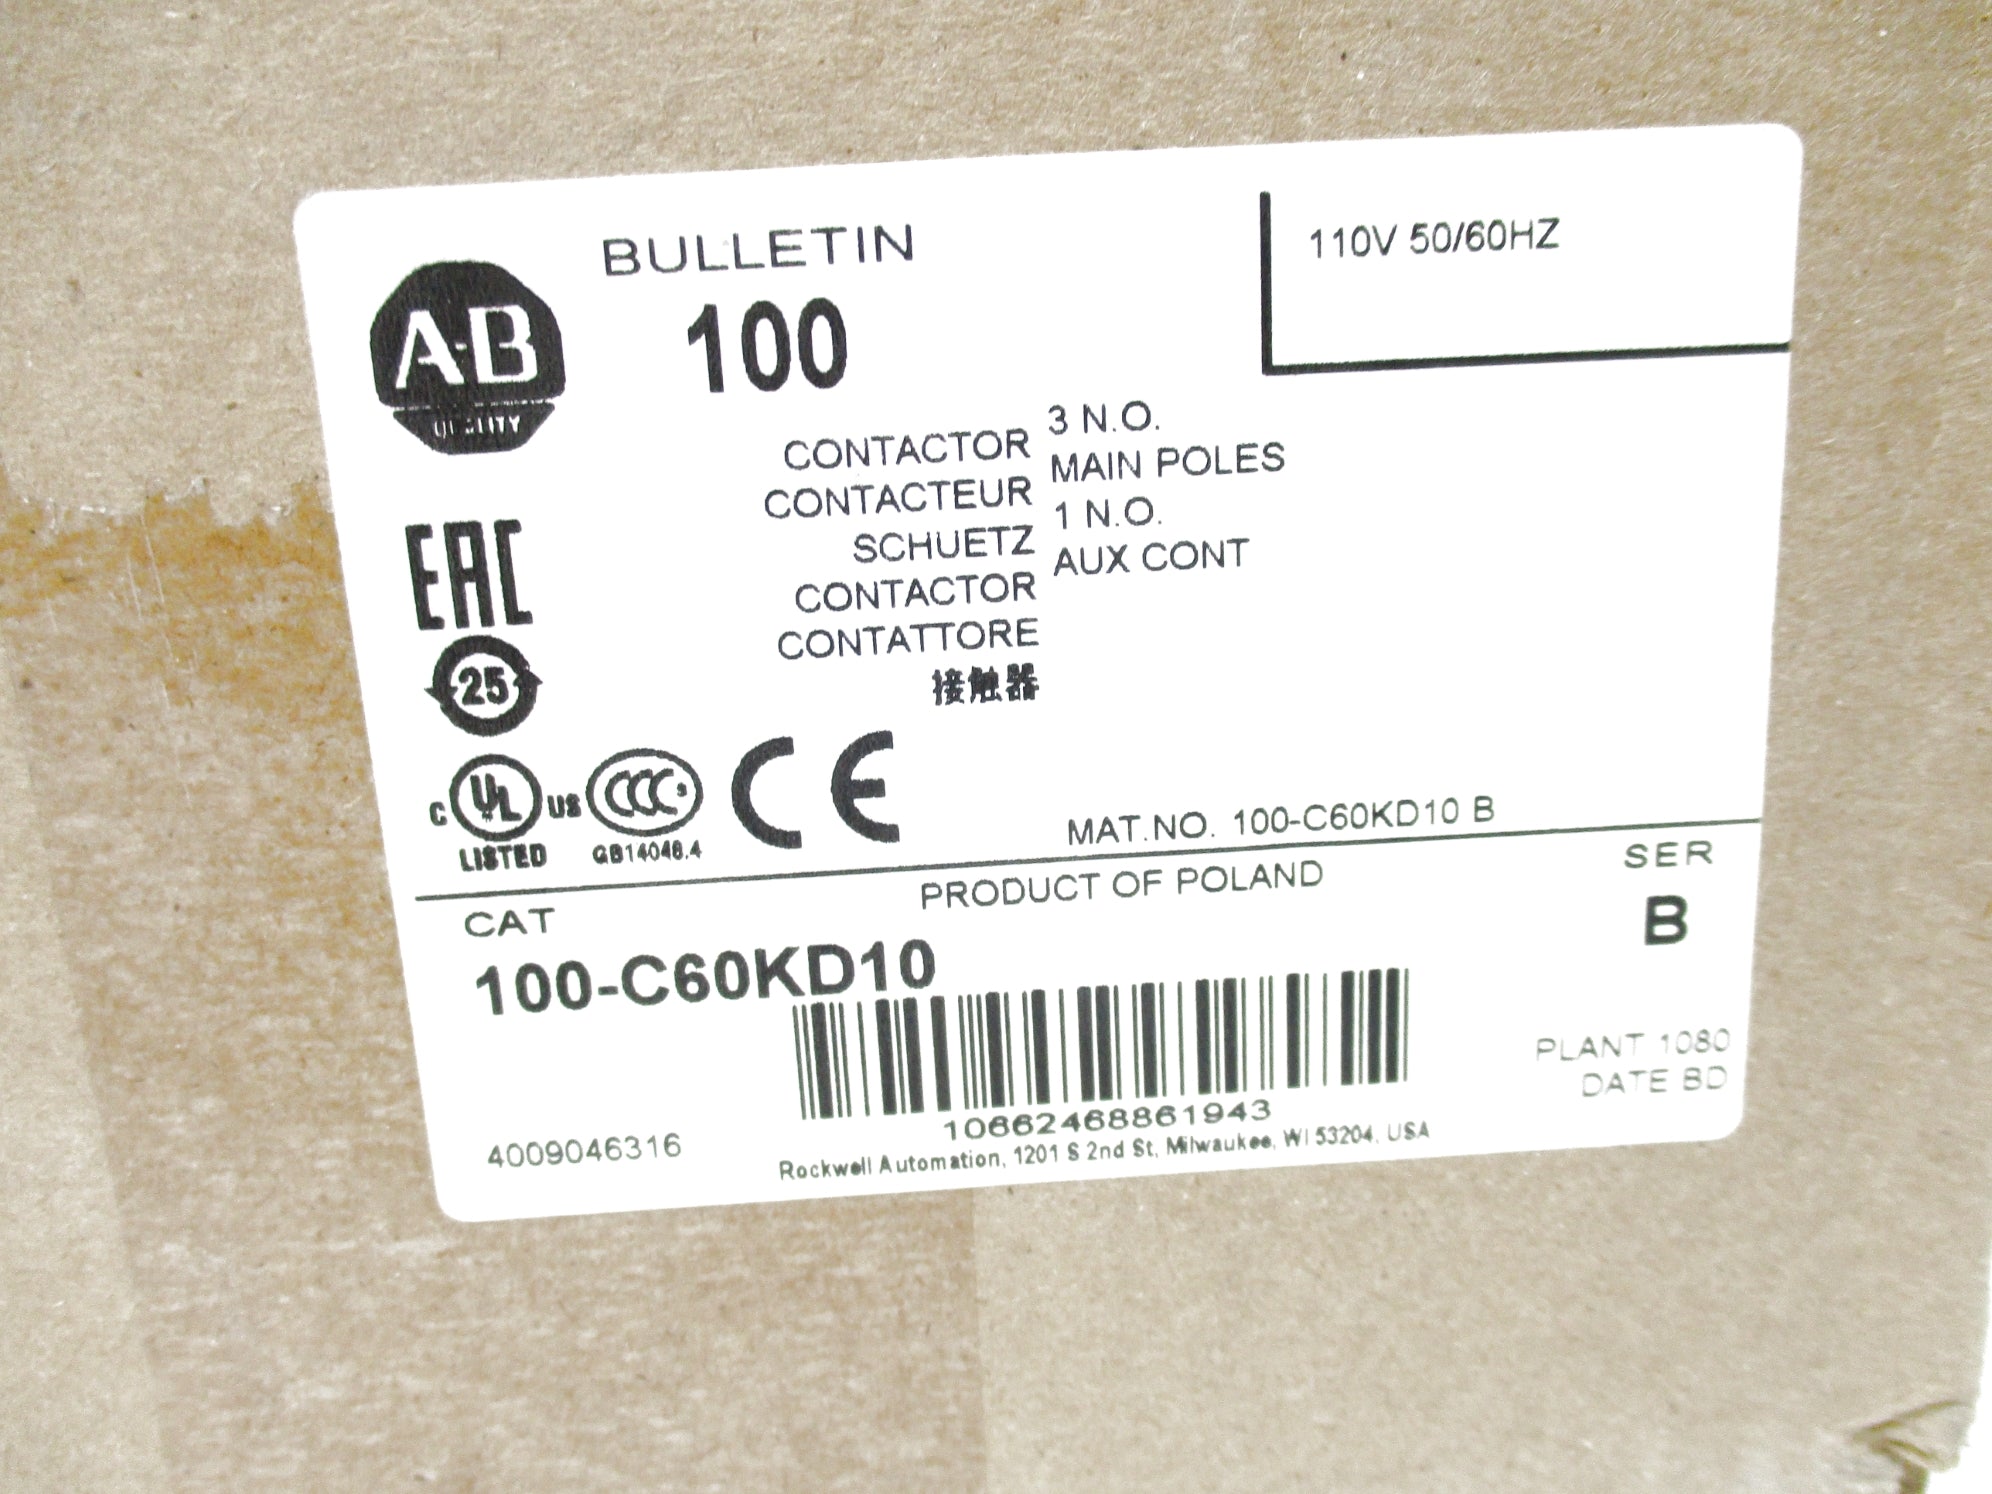 BULLETIN
100
110V 50/60HZ
A-B
QUALITY
CONTACTOR
CONTACTEUR
SCHUETZ
CONTACTOR
CONTATTORE
接触器
3 N.O.
MAIN POLES
1 N.O.
AUX CONT
EAC
25
C UL US
LISTED
CCC S
GB14048.4
CE
MAT.NO. 100-C60KD10 B
PRODUCT OF POLAND
SER
B
CAT
100-C60KD10
PLANT 1080
DATE BD
10662468861943
4009046316
Rockwell Automation, 1201 S 2nd St, Milwaukee, WI 53204, USA